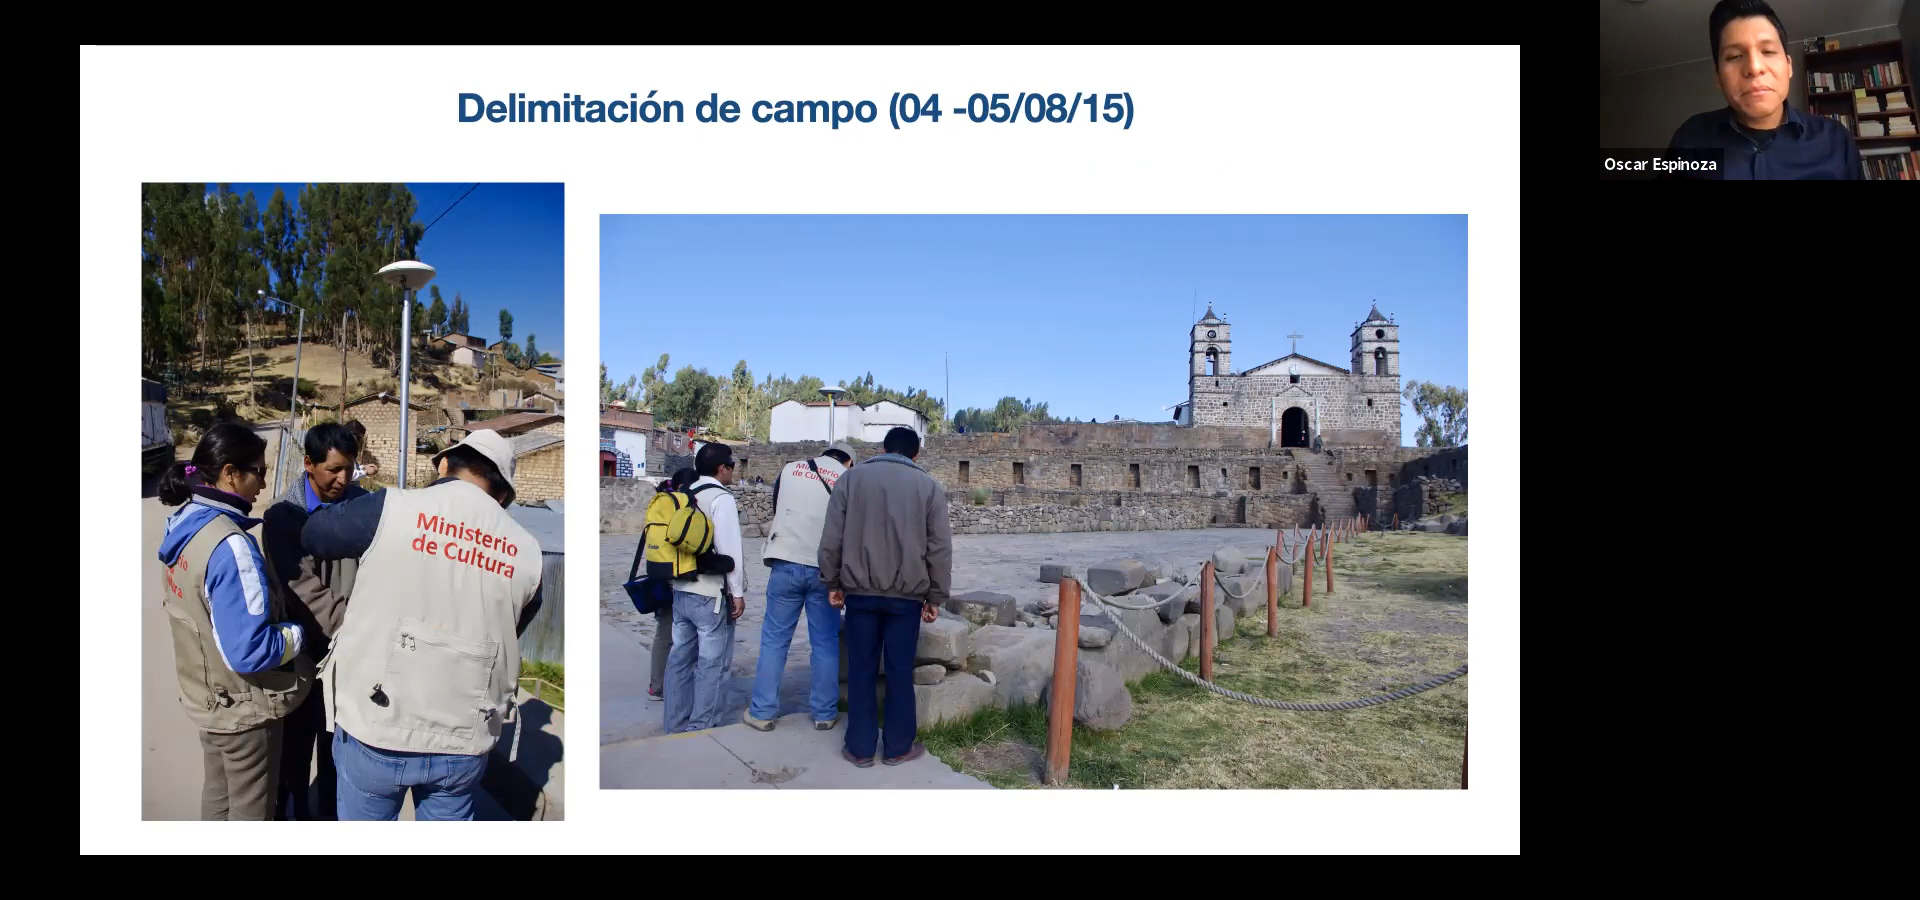 Delimitación de campo (04 -05/08/15)
Oscar Espinoza
Ministerio
de Cultura
Ministerio
de Cultura